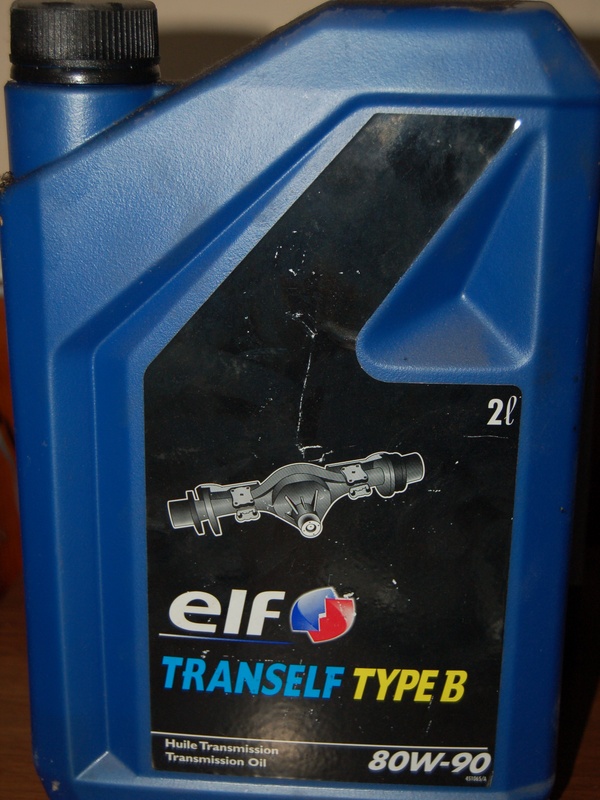 2ℓ
elf
TRANSELF TYPE B
Huile Transmission
Transmission Oil
80W-90